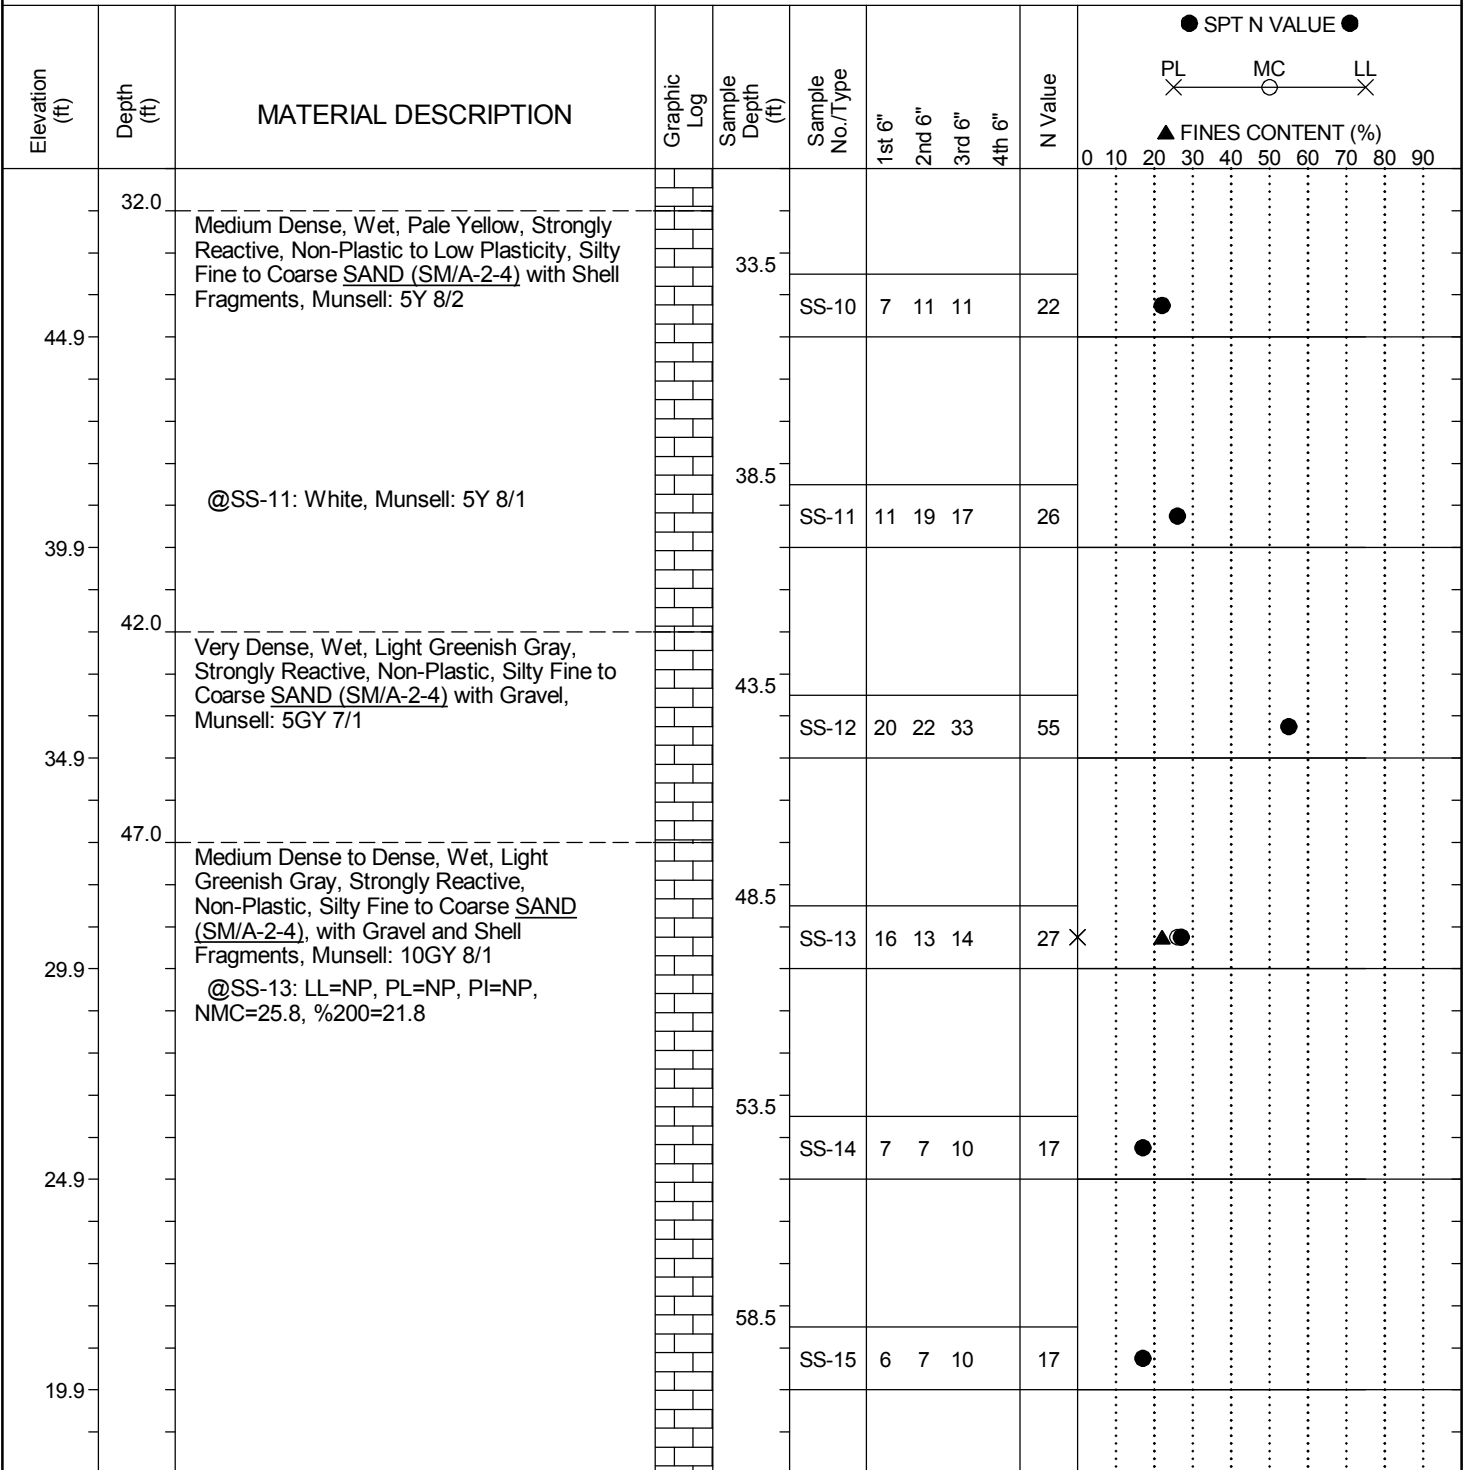 ● SPT N VALUE ●
PL MC LL
▲ FINES CONTENT (%)
Elevation (ft)
Depth (ft)
MATERIAL DESCRIPTION
Graphic Log
Sample Depth (ft)
Sample No./Type
1st 6"
2nd 6"
3rd 6"
4th 6"
N Value
0 10 20 30 40 50 60 70 80 90
32.0
Medium Dense, Wet, Pale Yellow, Strongly
Reactive, Non-Plastic to Low Plasticity, Silty
Fine to Coarse SAND (SM/A-2-4) with Shell
Fragments, Munsell: 5Y 8/2
33.5
SS-10 7 11 11 22
44.9
38.5
@SS-11: White, Munsell: 5Y 8/1
SS-11 11 19 17 26
39.9
42.0
Very Dense, Wet, Light Greenish Gray,
Strongly Reactive, Non-Plastic, Silty Fine to
Coarse SAND (SM/A-2-4) with Gravel,
Munsell: 5GY 7/1
43.5
SS-12 20 22 33 55
34.9
47.0
Medium Dense to Dense, Wet, Light
Greenish Gray, Strongly Reactive,
Non-Plastic, Silty Fine to Coarse SAND
(SM/A-2-4), with Gravel and Shell
Fragments, Munsell: 10GY 8/1
48.5
SS-13 16 13 14 27
29.9
@SS-13: LL=NP, PL=NP, PI=NP,
NMC=25.8, %200=21.8
53.5
SS-14 7 7 10 17
24.9
58.5
SS-15 6 7 10 17
19.9